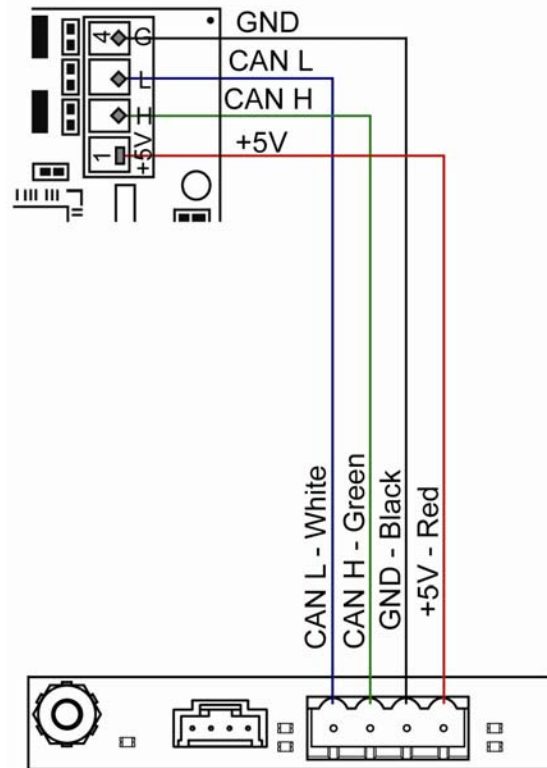 4 G GND
L CAN L
H CAN H
1 +5V +5V
CAN L - White
CAN H - Green
GND - Black
+5V - Red